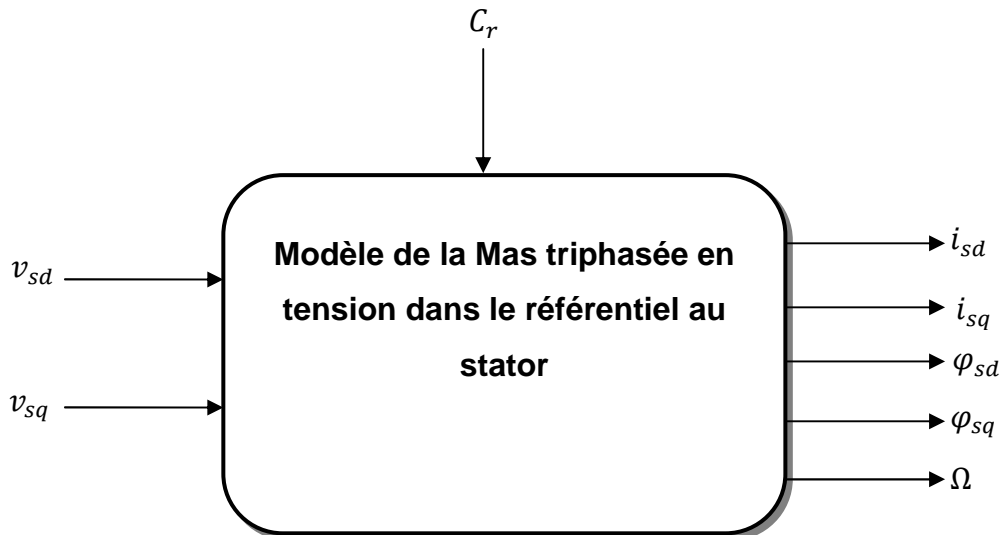 C_r
v_sd
v_sq
Modèle de la Mas triphasée en
tension dans le référentiel au
stator
i_sd
i_sq
φ_sd
φ_sq
Ω